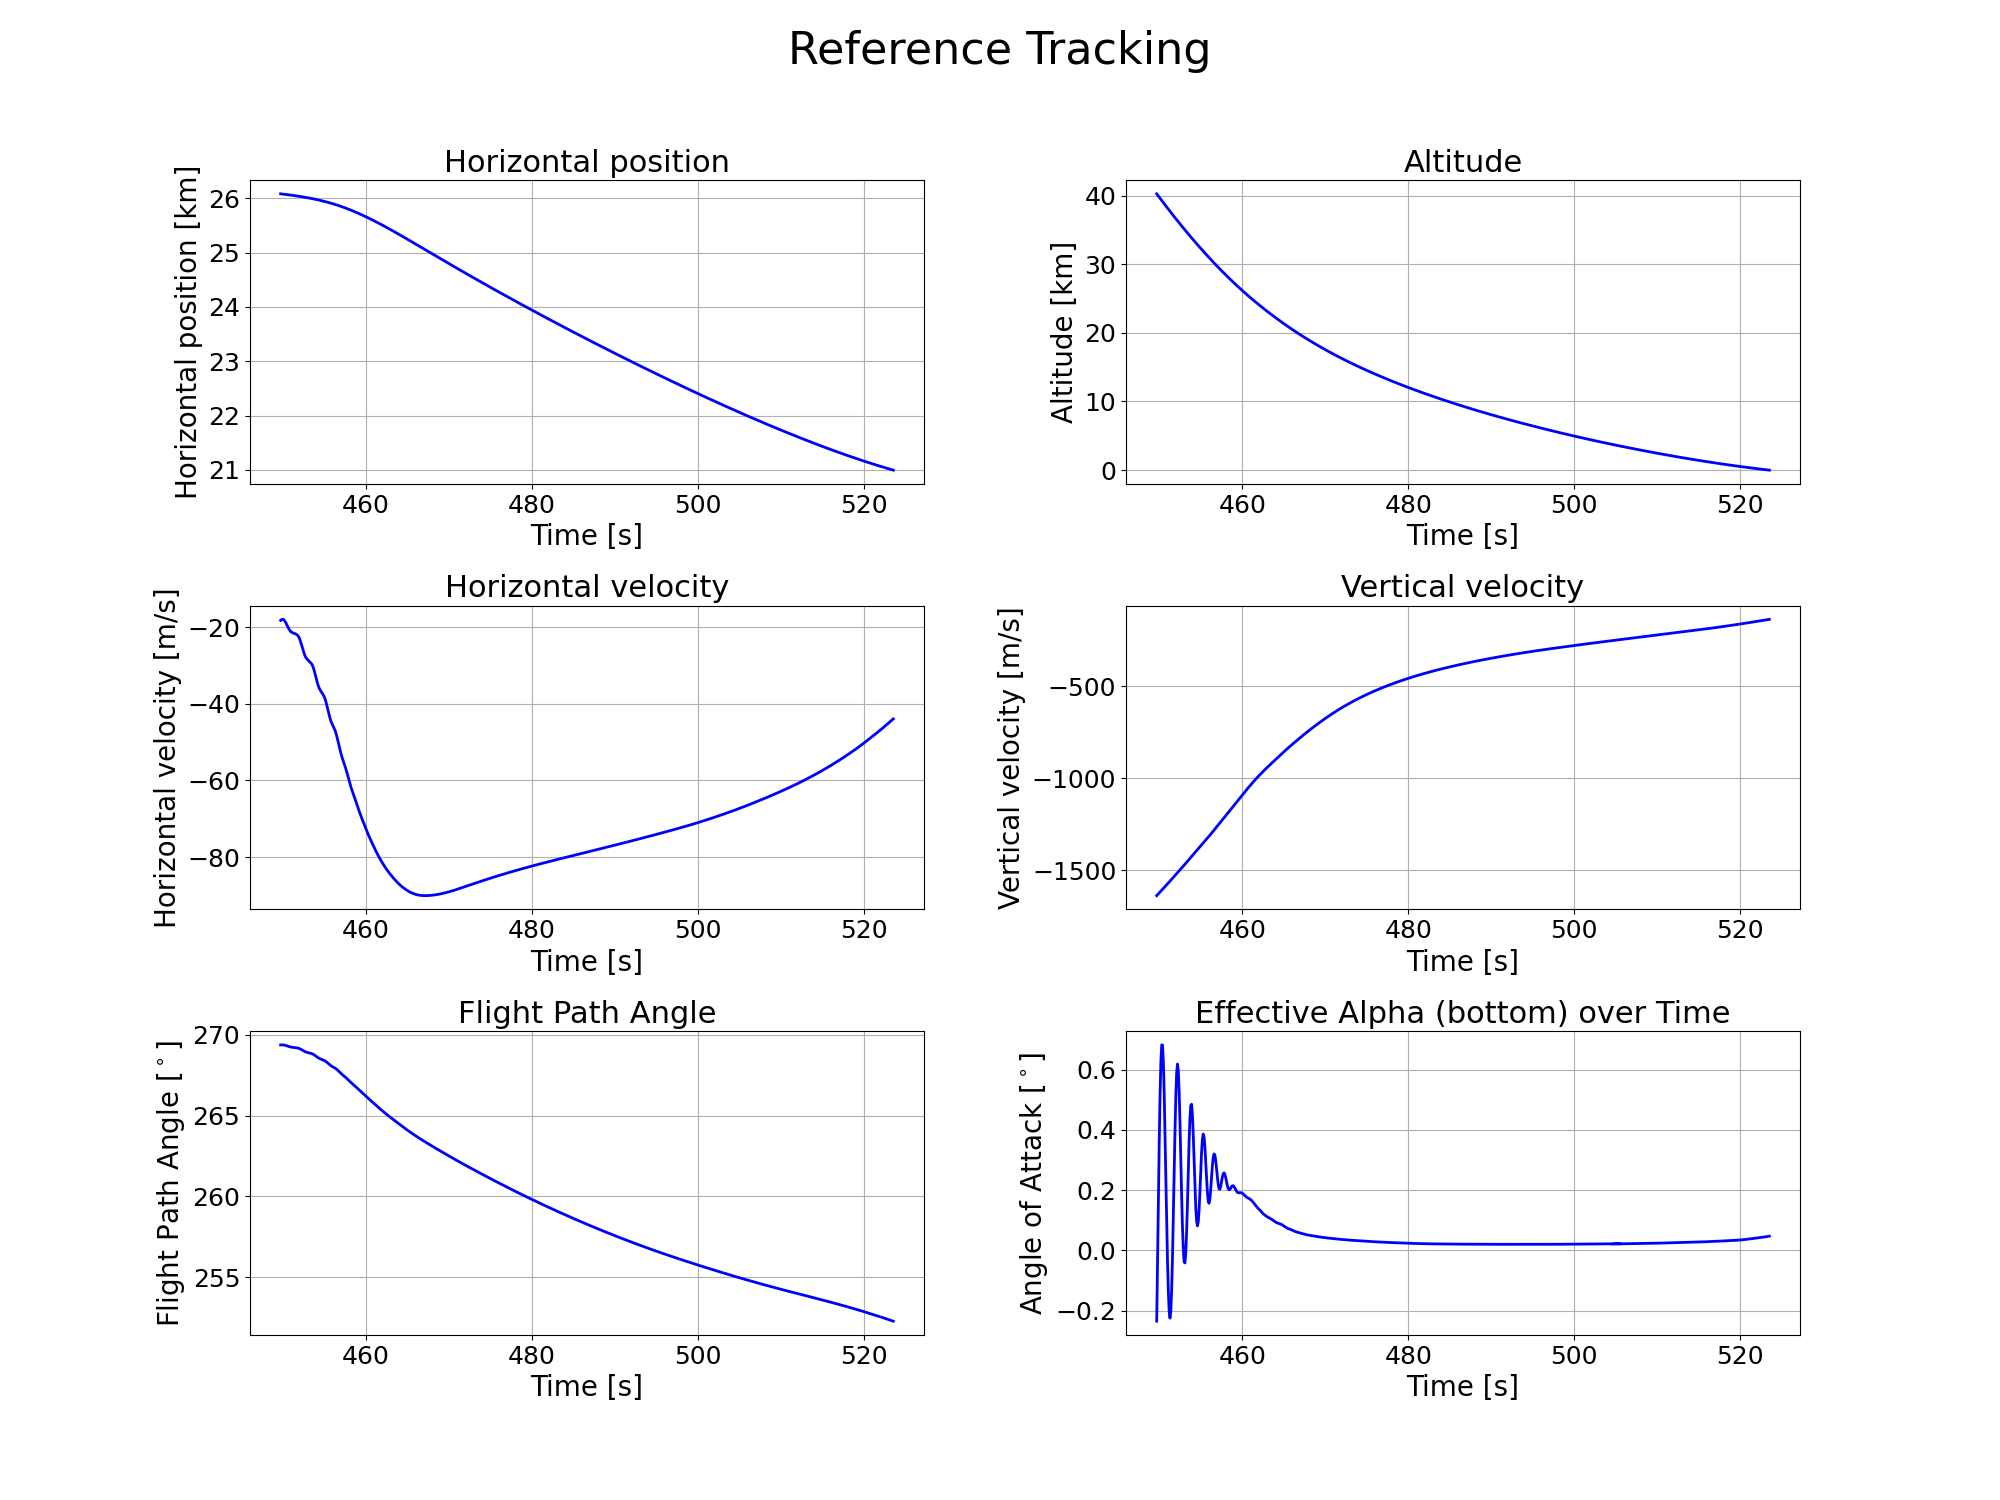 Reference Tracking
Horizontal position
Horizontal position [km]
26
25
24
23
22
21
460 480 500 520
Time [s]
Altitude
Altitude [km]
40
30
20
10
0
460 480 500 520
Time [s]
Horizontal velocity
Horizontal velocity [m/s]
−20
−40
−60
−80
460 480 500 520
Time [s]
Vertical velocity
Vertical velocity [m/s]
−500
−1000
−1500
460 480 500 520
Time [s]
Flight Path Angle
Flight Path Angle [°]
270
265
260
255
460 480 500 520
Time [s]
Effective Alpha (bottom) over Time
Angle of Attack [°]
0.6
0.4
0.2
0.0
−0.2
460 480 500 520
Time [s]